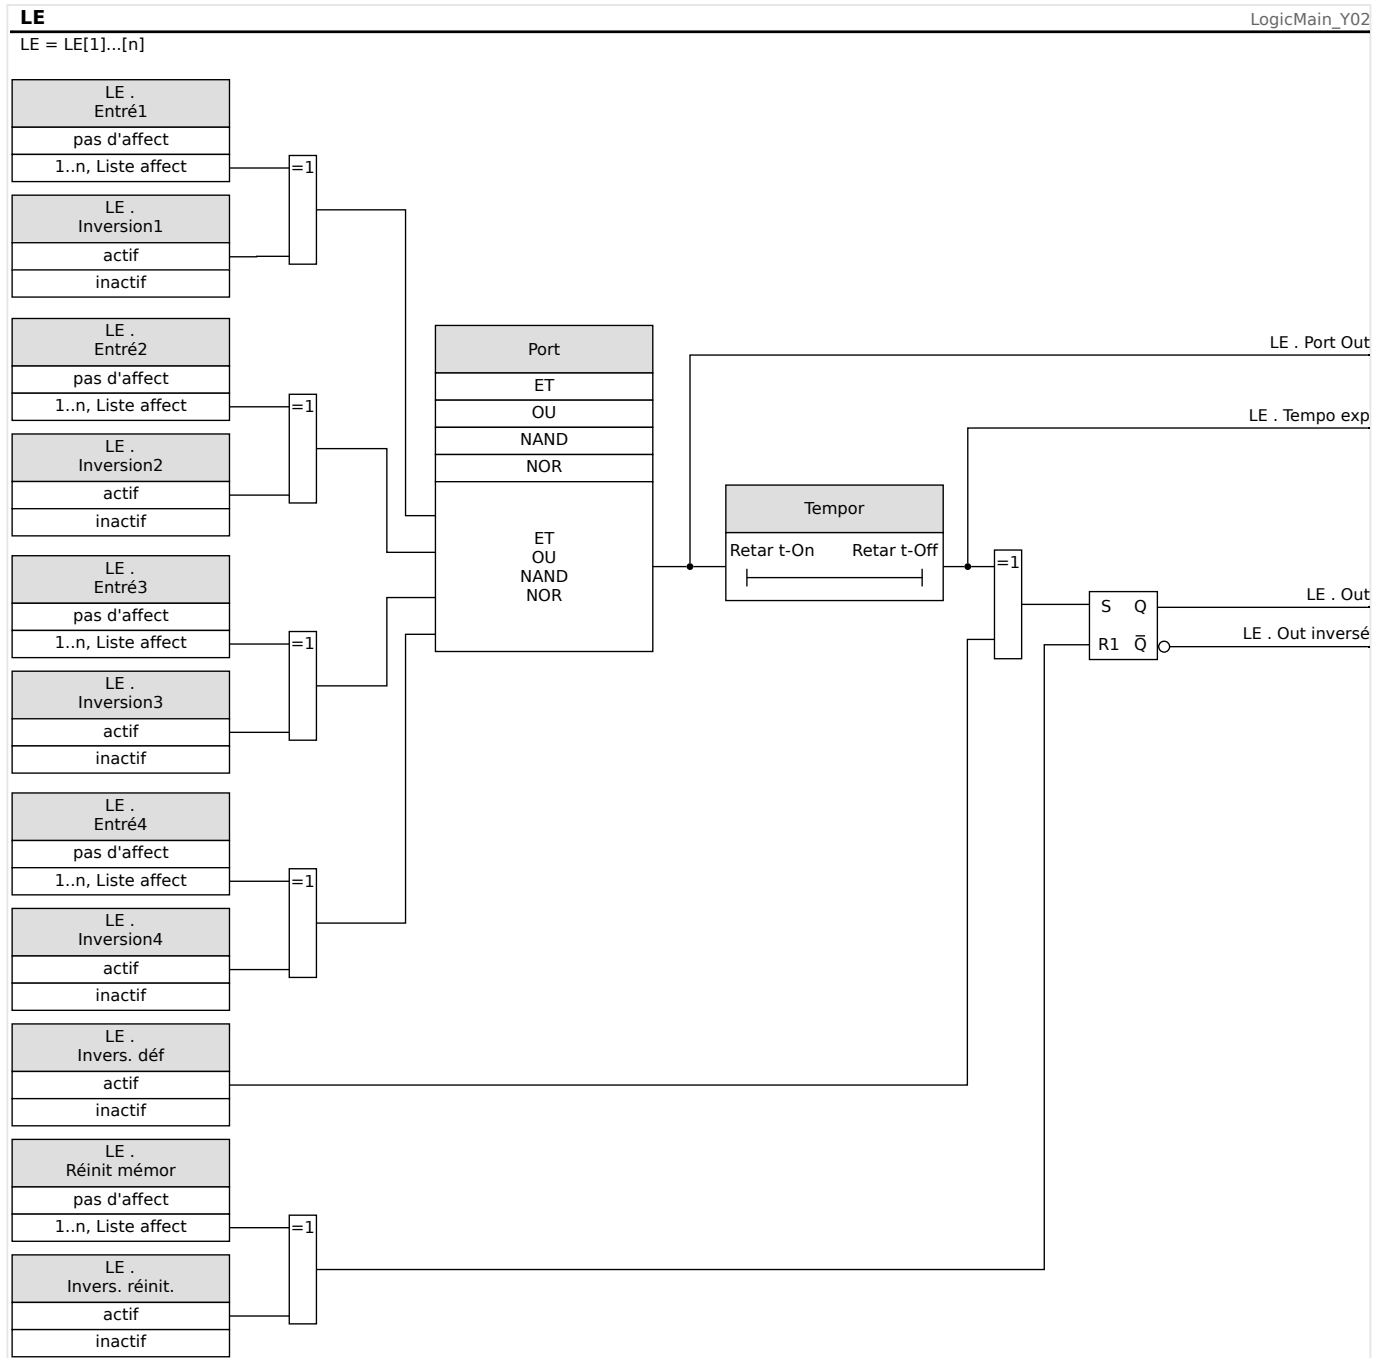 LE
LogicMain_Y02
LE = LE[1]...[n]
LE .
Entré1
pas d'affect
1..n, Liste affect
=1
LE .
Inversion1
actif
inactif
LE .
Entré2
pas d'affect
1..n, Liste affect
=1
LE .
Inversion2
actif
inactif
LE .
Entré3
pas d'affect
1..n, Liste affect
=1
LE .
Inversion3
actif
inactif
LE .
Entré4
pas d'affect
1..n, Liste affect
=1
LE .
Inversion4
actif
inactif
LE .
Invers. déf
actif
inactif
LE .
Réinit mémor
pas d'affect
1..n, Liste affect
=1
LE .
Invers. réinit.
actif
inactif
Port
ET
OU
NAND
NOR
ET
OU
NAND
NOR
Tempor
Retar t-On Retar t-Off
=1
S Q
R1 Q̅
LE . Port Out
LE . Tempo exp
LE . Out
LE . Out inversé